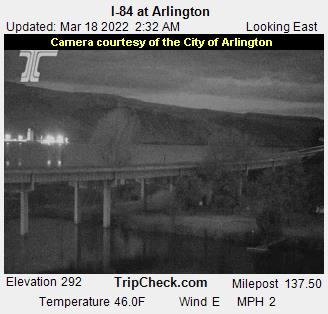 I-84 at Arlington
Updated: Mar 18 2022 2:32 AM Looking East
Camera courtesy of the City of Arlington
Elevation 292 TripCheck.com Milepost 137.50
Temperature 46.0F Wind E MPH 2